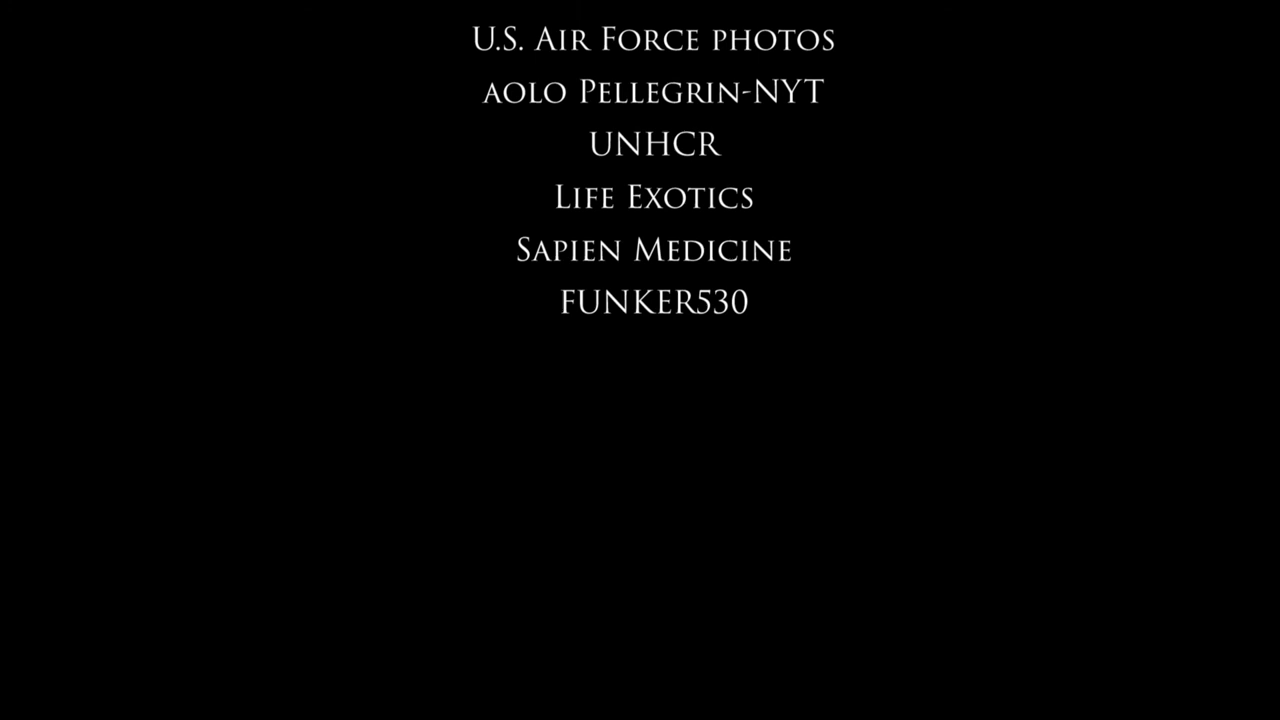 U.S. Air Force photos
aolo Pellegrin-NYT
UNHCR
Life Exotics
Sapien Medicine
FUNKER530